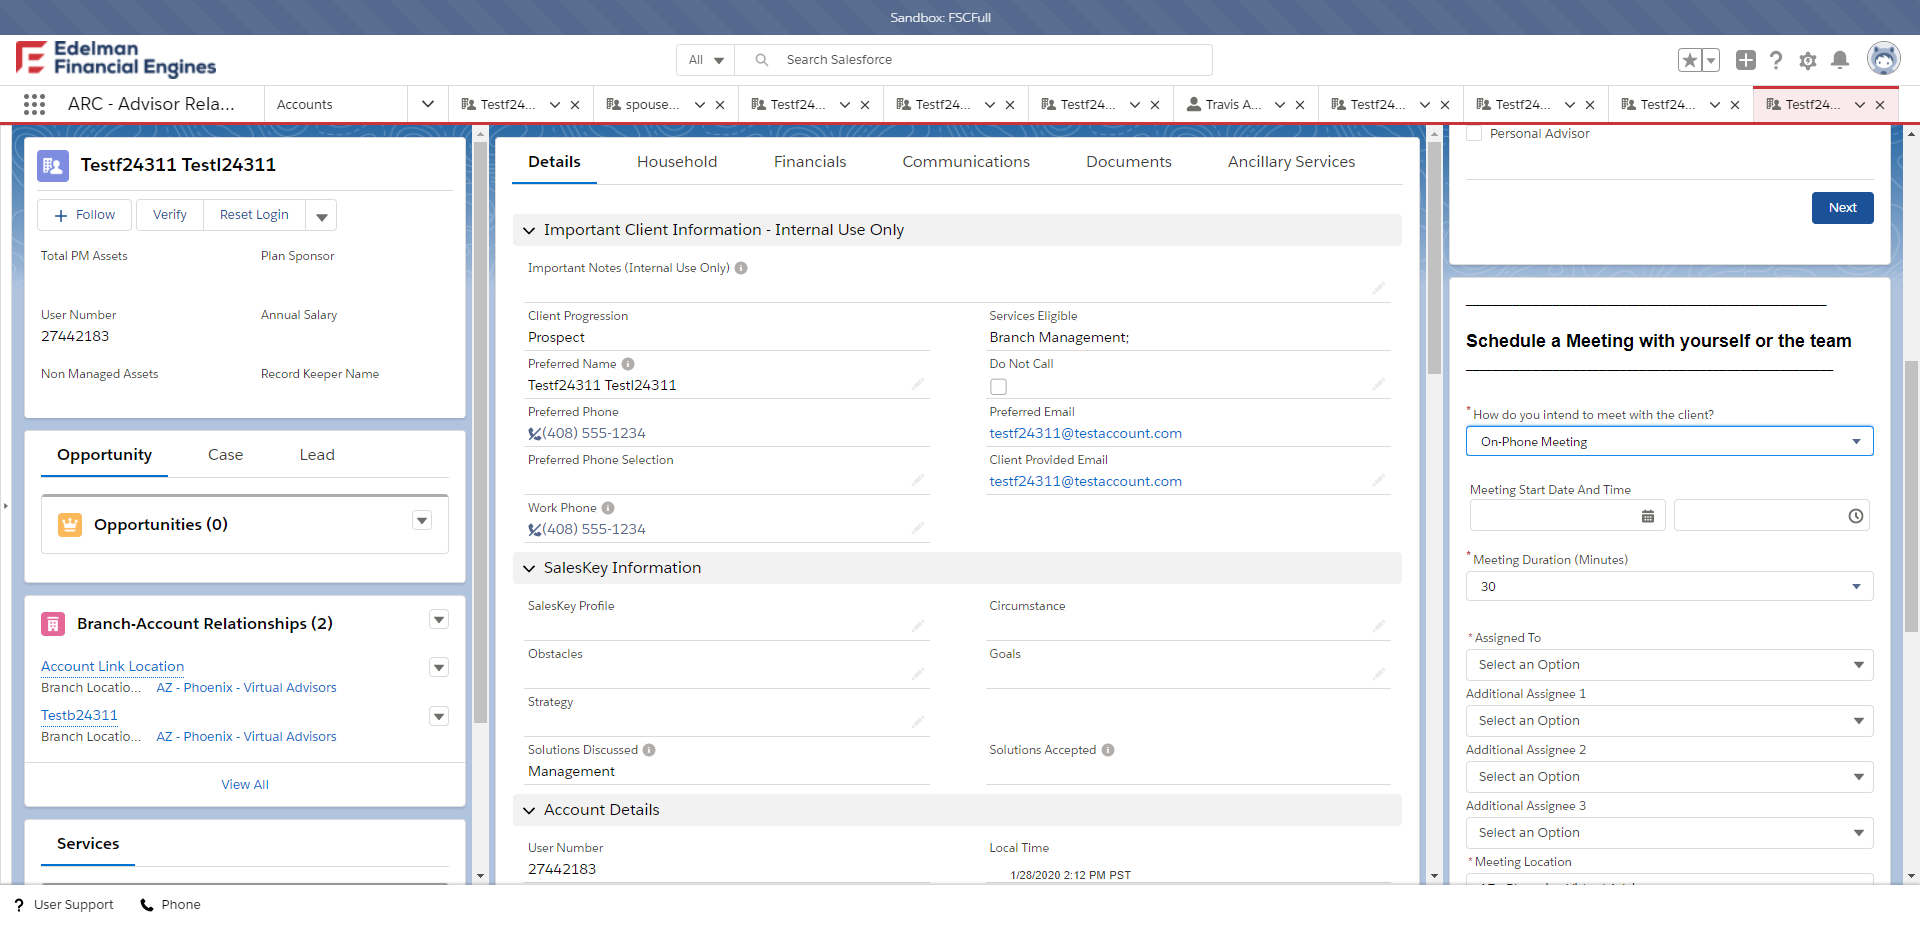 Sandbox: FSCFull
Edelman
Financial Engines
All
Search Salesforce
ARC - Advisor Rela...
Accounts
Testf24...
spouse...
Testf24...
Testf24...
Testf24...
Travis A...
Testf24...
Testf24...
Testf24...
Testf24...
Testf24311 Testl24311
Follow
Verify
Reset Login
Total PM Assets
Plan Sponsor
User Number
27442183
Annual Salary
Non Managed Assets
Record Keeper Name
Opportunity
Case
Lead
Opportunities (0)
Branch-Account Relationships (2)
Account Link Location
Branch Locatio... AZ - Phoenix - Virtual Advisors
Testb24311
Branch Locatio... AZ - Phoenix - Virtual Advisors
View All
Services
Details
Household
Financials
Communications
Documents
Ancillary Services
Important Client Information - Internal Use Only
Important Notes (Internal Use Only)
Client Progression
Prospect
Services Eligible
Branch Management;
Preferred Name
Testf24311 Testl24311
Do Not Call
Preferred Phone
(408) 555-1234
Preferred Email
testf24311@testaccount.com
Preferred Phone Selection
Client Provided Email
testf24311@testaccount.com
Work Phone
(408) 555-1234
SalesKey Information
SalesKey Profile
Circumstance
Obstacles
Goals
Strategy
Solutions Discussed
Management
Solutions Accepted
Account Details
User Number
27442183
Local Time
1/28/2020 2:12 PM PST
Personal Advisor
Next
Schedule a Meeting with yourself or the team
* How do you intend to meet with the client?
On-Phone Meeting
Meeting Start Date And Time
* Meeting Duration (Minutes)
30
* Assigned To
Select an Option
Additional Assignee 1
Select an Option
Additional Assignee 2
Select an Option
Additional Assignee 3
Select an Option
* Meeting Location
? User Support
Phone